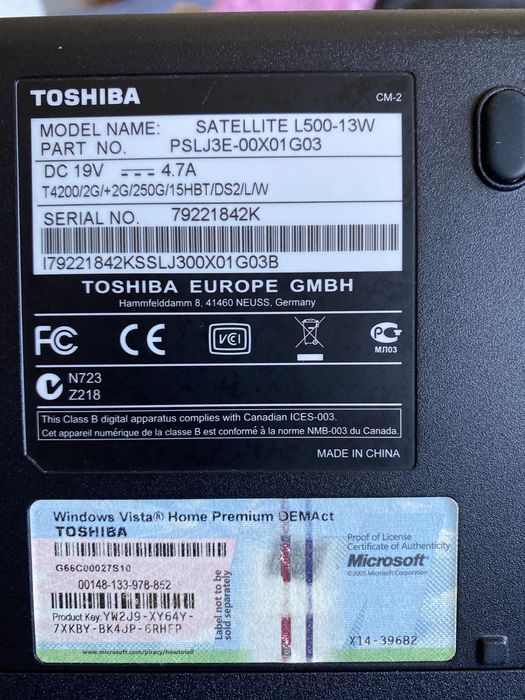 TOSHIBA
CM-2
MODEL NAME: SATELLITE L500-13W
PART NO. PSLJ3E-00X01G03
DC 19V 4.7A
T4200/2G/+2G/250G/15HBT/DS2/L/W
SERIAL NO. 79221842K
I79221842KSSLJ300X01G03B
TOSHIBA EUROPE GMBH
Hammfelddamm 8, 41460 NEUSS, Germany
FC CE VCI РС
МЛ03
N723
Z218
This Class B digital apparatus complies with Canadian ICES-003.
Cet appareil numérique de la classe B est conforme à la norme NMB-003 du Canada.
MADE IN CHINA
Windows Vista® Home Premium OEMAct
TOSHIBA
G66C00027S10
00148-133-978-852
Product Key: YW2J9-XY64Y-
7XKBY-BK4JP-6RHFP
www.microsoft.com/piracy/howtotell
Label not to be
sold separately
Proof of License
Certificate of Authenticity
Microsoft
©2005 Microsoft Corporation
X14-39682